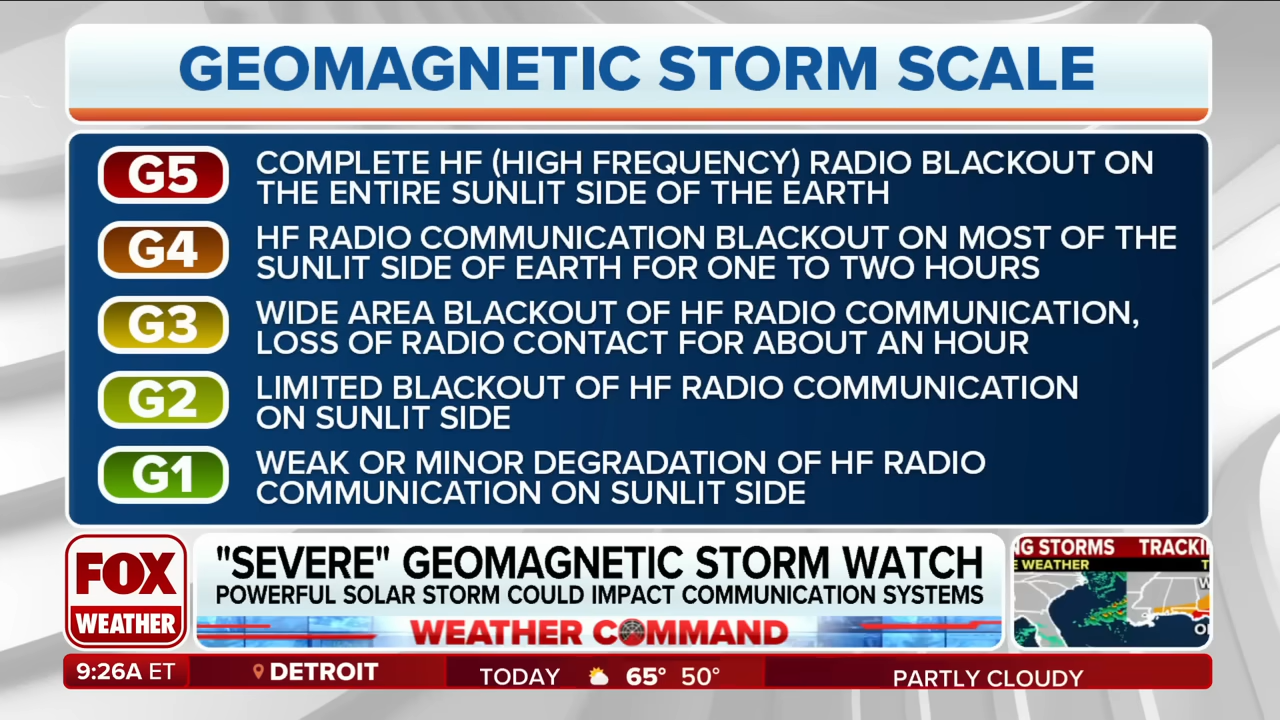 GEOMAGNETIC STORM SCALE
G5
COMPLETE HF (HIGH FREQUENCY) RADIO BLACKOUT ON
THE ENTIRE SUNLIT SIDE OF THE EARTH
G4
HF RADIO COMMUNICATION BLACKOUT ON MOST OF THE
SUNLIT SIDE OF EARTH FOR ONE TO TWO HOURS
G3
WIDE AREA BLACKOUT OF HF RADIO COMMUNICATION,
LOSS OF RADIO CONTACT FOR ABOUT AN HOUR
G2
LIMITED BLACKOUT OF HF RADIO COMMUNICATION
ON SUNLIT SIDE
G1
WEAK OR MINOR DEGRADATION OF HF RADIO
COMMUNICATION ON SUNLIT SIDE
FOX
WEATHER
"SEVERE" GEOMAGNETIC STORM WATCH
POWERFUL SOLAR STORM COULD IMPACT COMMUNICATION SYSTEMS
WEATHER COMMAND
NG STORMS TRACKI
E WEATHER
9:26A ET DETROIT TODAY 65° 50° PARTLY CLOUDY